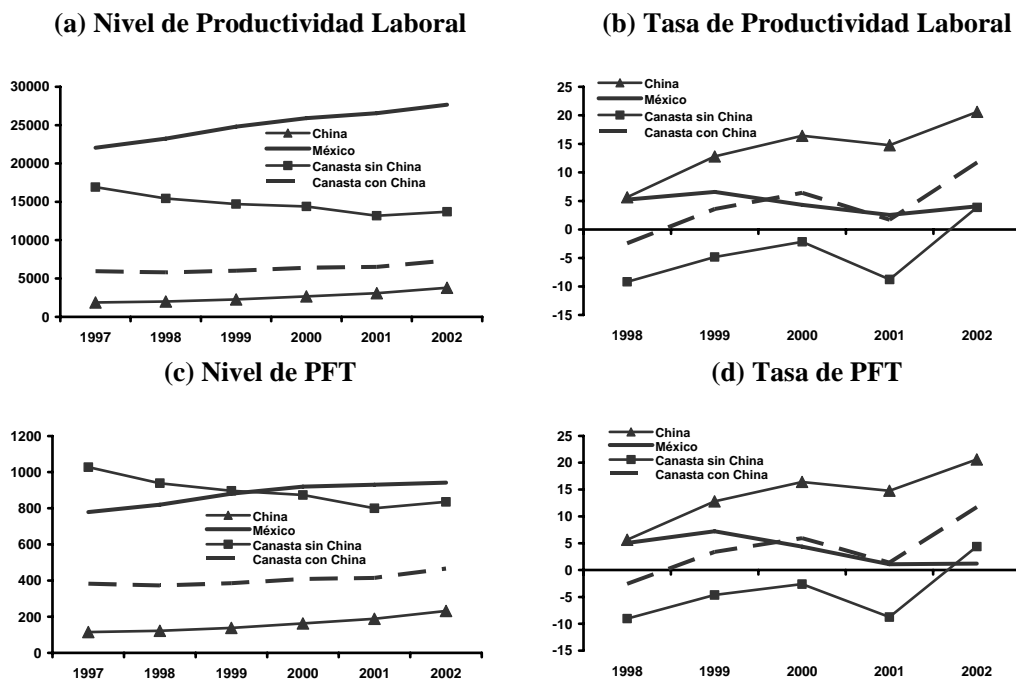 (a) Nivel de Productividad Laboral
30000
25000
20000
15000
10000
5000
0
China
México
Canasta sin China
Canasta con China
1997 1998 1999 2000 2001 2002
(b) Tasa de Productividad Laboral
25
20
15
10
5
0
-5
-10
-15
China
México
Canasta sin China
Canasta con China
1998 1999 2000 2001 2002
(c) Nivel de PFT
1200
1000
800
600
400
200
0
China
México
Canasta sin China
Canasta con China
1997 1998 1999 2000 2001 2002
(d) Tasa de PFT
25
20
15
10
5
0
-5
-10
-15
China
México
Canasta sin China
Canasta con China
1998 1999 2000 2001 2002